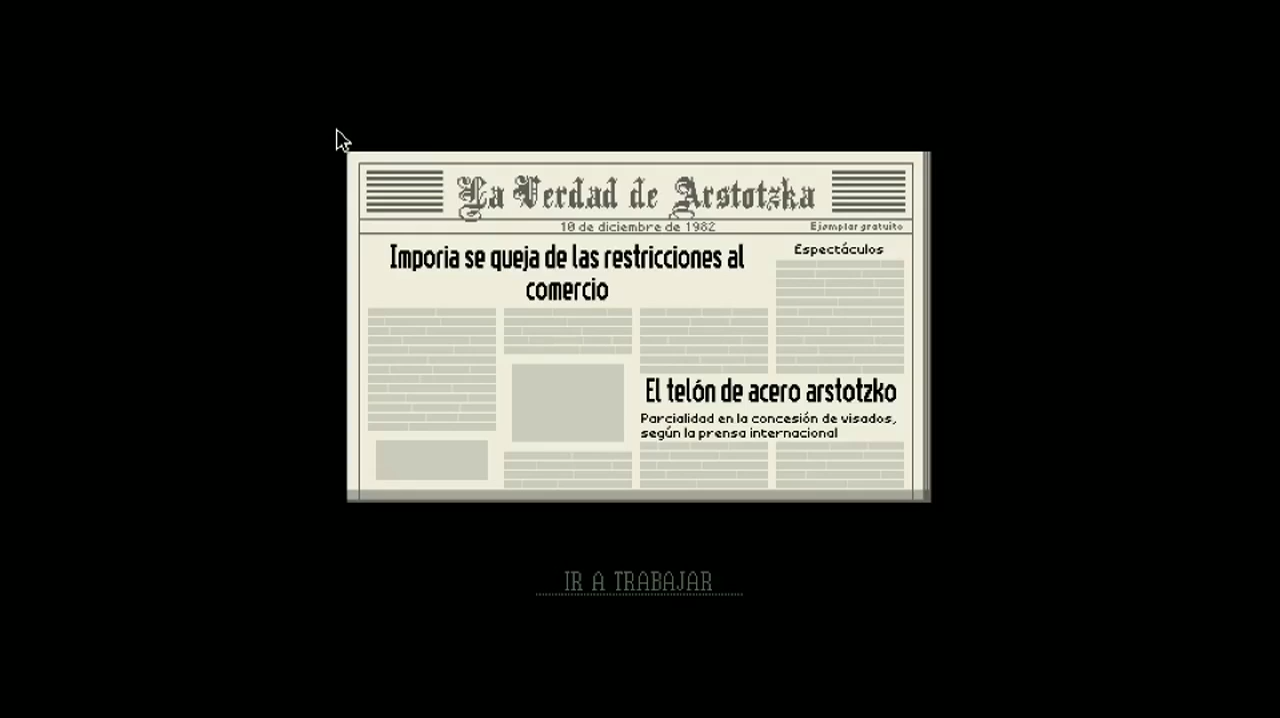 La Verdad de Arstotzka
10 de diciembre de 1982
Ejemplar gratuito
Imporia se queja de las restricciones al
comercio
Espectáculos
El telón de acero arstotzko
Parcialidad en la concesión de visados,
según la prensa internacional
IR A TRABAJAR